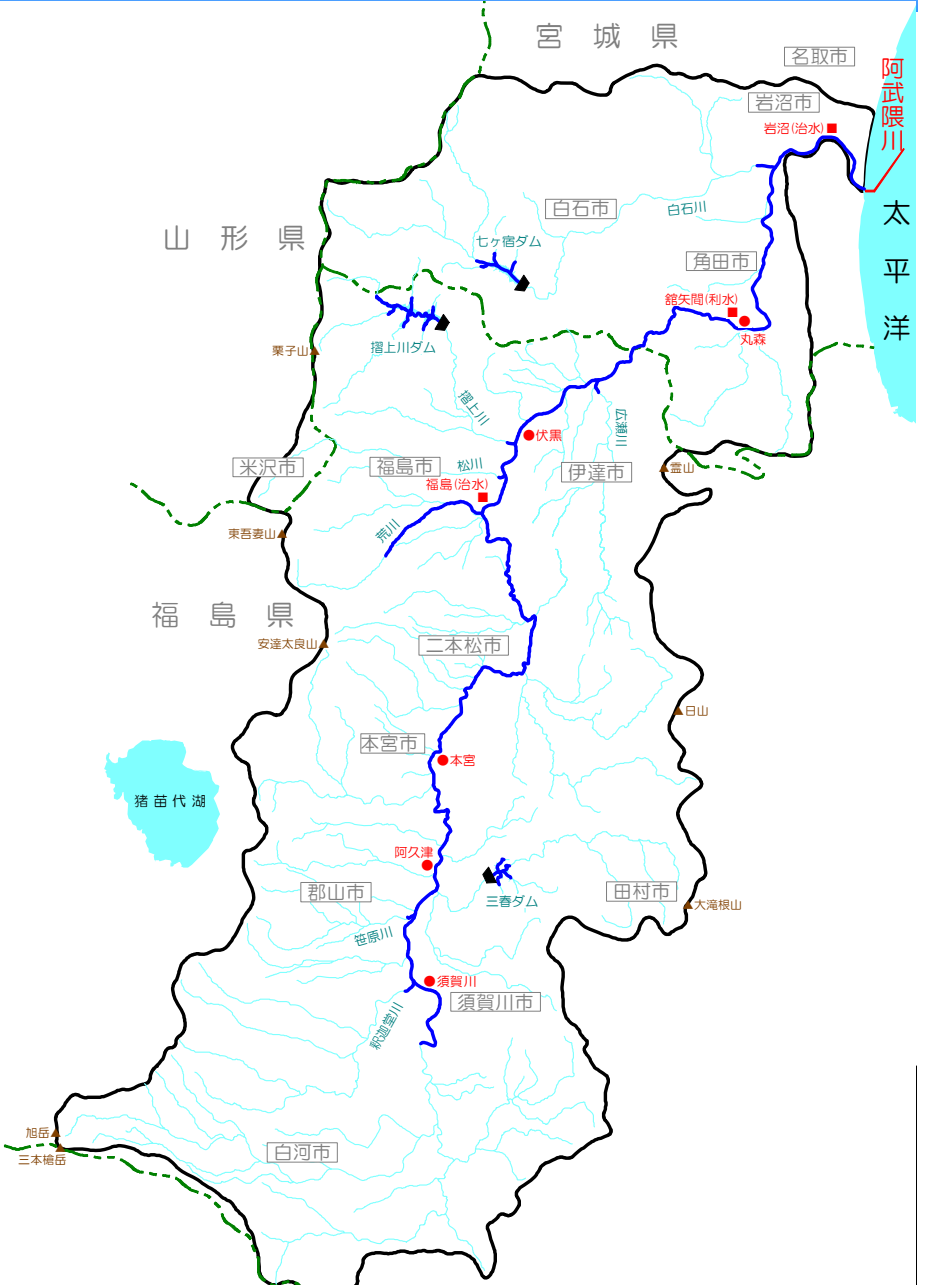 宮城県
名取市
阿武隈川
岩沼市
岩沼(治水)
太平洋
白石市
白石川
山形県
七ヶ宿ダム
角田市
舘矢間(利水)
丸森
摺上川ダム
栗子山
摺上川
広瀬川
伏黒
米沢市
福島市
松川
伊達市
霊山
福島(治水)
荒川
東吾妻山
福島県
安達太良山
二本松市
日山
本宮市
本宮
猪苗代湖
阿久津
郡山市
三春ダム
田村市
大滝根山
笹原川
須賀川
須賀川市
釈迦堂川
旭岳
三本槍岳
白河市